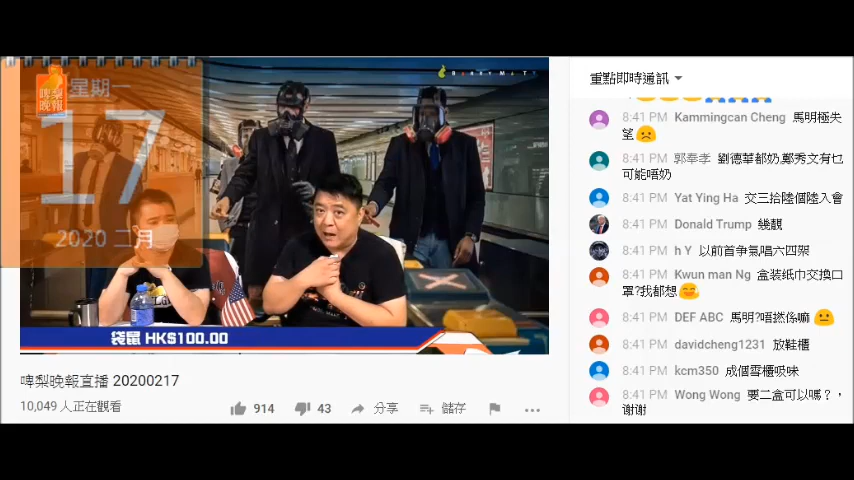 啤梨
晚報
星期一
17
2020 二月
BERRYMATV
袋鼠 HK$100.00
啤梨晚報直播 20200217
10,049 人正在觀看
914
43
分享
儲存
重點即時通訊
8:41 PM Kammingcan Cheng 馬明極失
望
8:41 PM 郭奉孝 劉德華都奶,鄭秀文有乜
可能唔奶
8:41 PM Yat Ying Ha 交三拾陸個陸入會
8:41 PM Donald Trump 幾靚
8:41 PM h Y 以前首爭氣唱六四架
8:41 PM Kwun man Ng 盒装纸巾交換口
罩?我都想
8:41 PM DEF ABC 馬明?唔撚係嘛
8:41 PM davidcheng1231 放鞋櫃
8:41 PM kcm350 成個雪櫃吸味
8:41 PM Wong Wong 要二盒可以嗎？，
谢谢